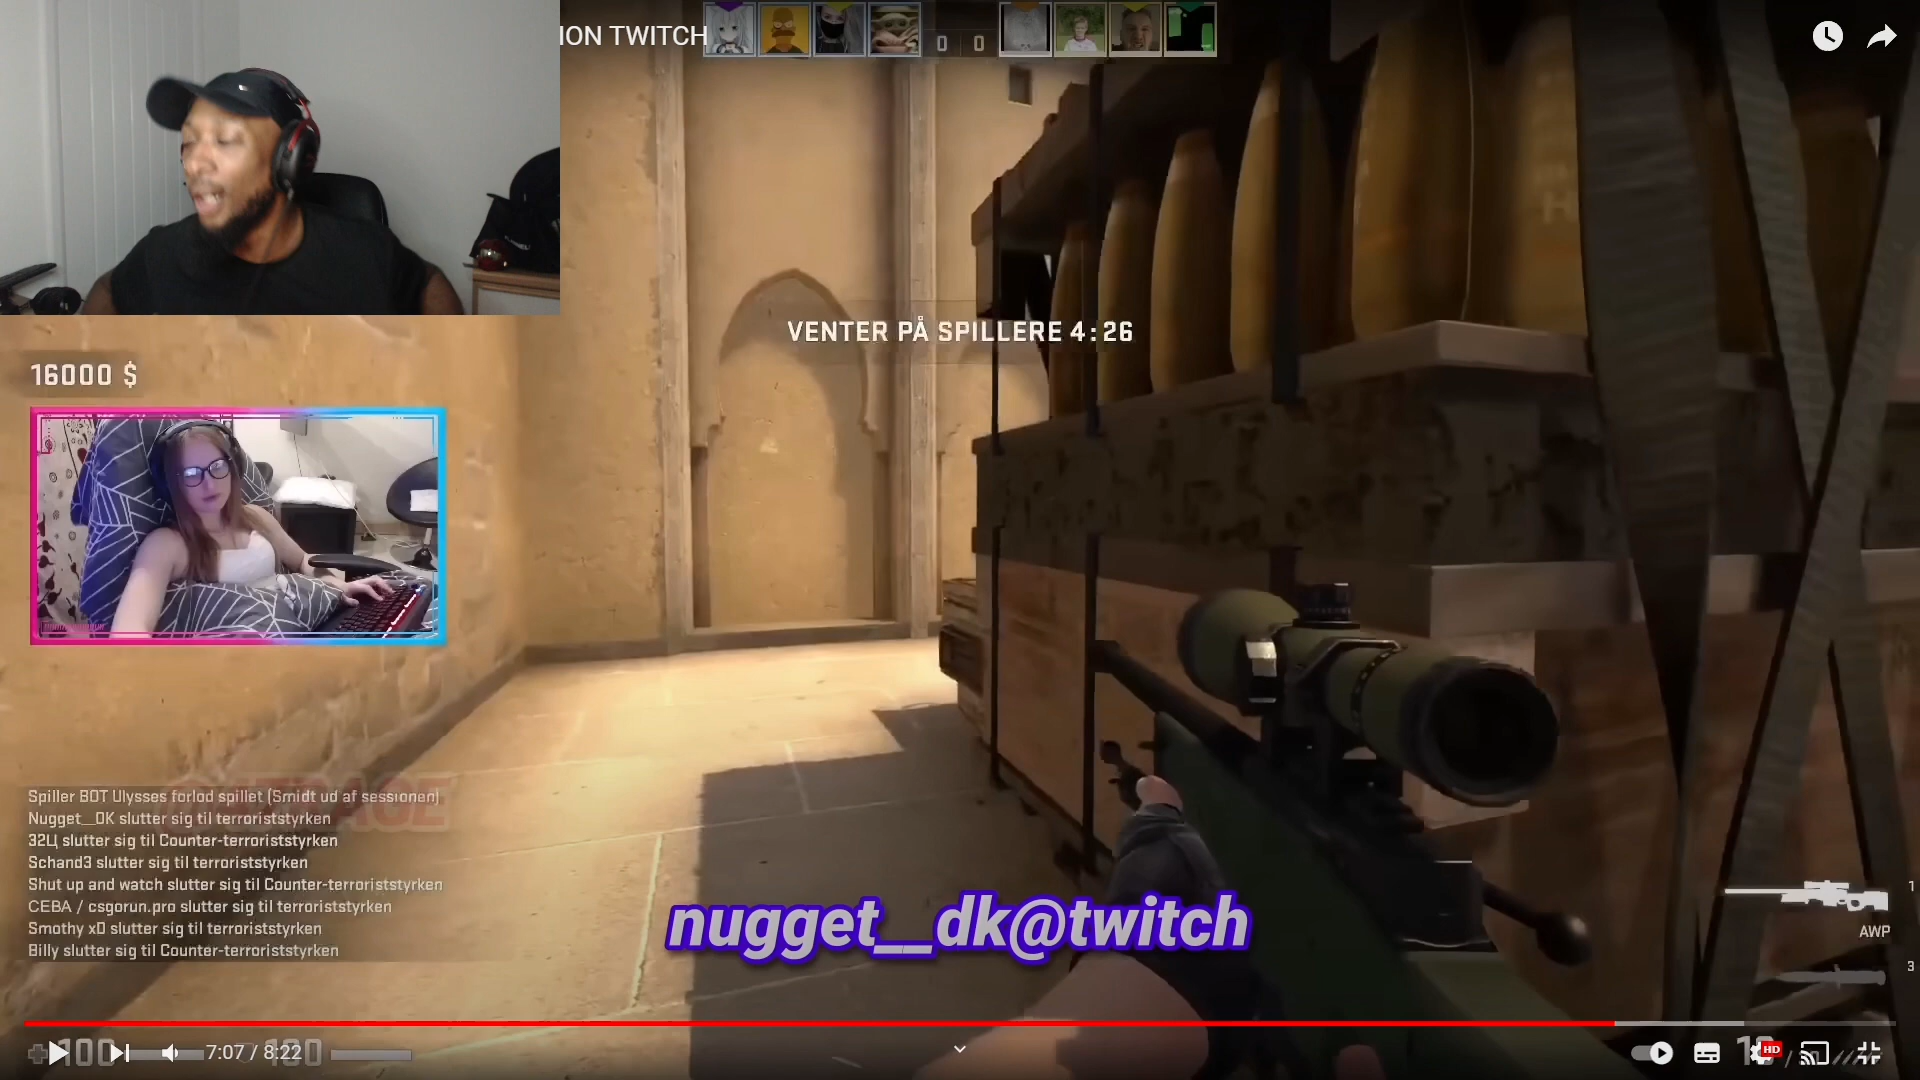 ION TWITCH
0 0
VENTER PÅ SPILLERE 4:26
16000 $
Spiller BOT Ulysses forlod spillet (Smidt ud af sessionen)
Nugget__DK slutter sig til terroriststyrken
32Ц slutter sig til Counter-terroriststyrken
Schand3 slutter sig til terroriststyrken
Shut up and watch slutter sig til Counter-terroriststyrken
CEBA / csgorun.pro slutter sig til terroriststyrken
Smothy xD slutter sig til terroriststyrken
Billy slutter sig til Counter-terroriststyrken
nugget__dk@twitch
1
AWP
3
100
7:07 / 8:22
HD